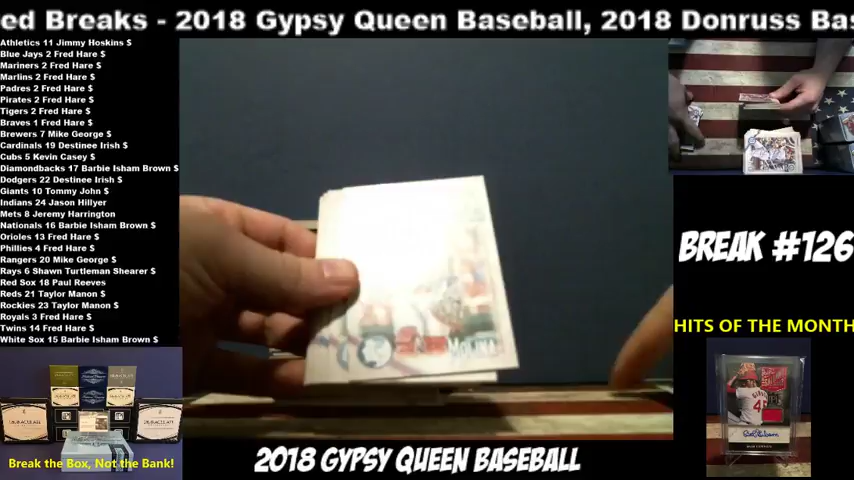 ed Breaks - 2018 Gypsy Queen Baseball, 2018 Donruss Bas
Athletics 11 Jimmy Hoskins $
Blue Jays 2 Fred Hare $
Mariners 2 Fred Hare $
Marlins 2 Fred Hare $
Padres 2 Fred Hare $
Pirates 2 Fred Hare $
Tigers 2 Fred Hare $
Braves 1 Fred Hare $
Brewers 7 Mike George $
Cardinals 19 Destinee Irish $
Cubs 5 Kevin Casey $
Diamondbacks 17 Barbie Isham Brown $
Dodgers 22 Destinee Irish $
Giants 10 Tommy John $
Indians 24 Jason Hillyer
Mets 8 Jeremy Harrington
Nationals 16 Barbie Isham Brown $
Orioles 13 Fred Hare $
Phillies 4 Fred Hare $
Rangers 20 Mike George $
Rays 6 Shawn Turtleman Shearer $
Red Sox 18 Paul Reeves
Reds 21 Taylor Manon $
Rockies 23 Taylor Manon $
Royals 3 Fred Hare $
Twins 14 Fred Hare $
White Sox 15 Barbie Isham Brown $
MOLINA
BREAK #126
HITS OF THE MONTH
Break the Box, Not the Bank!
2018 GYPSY QUEEN BASEBALL